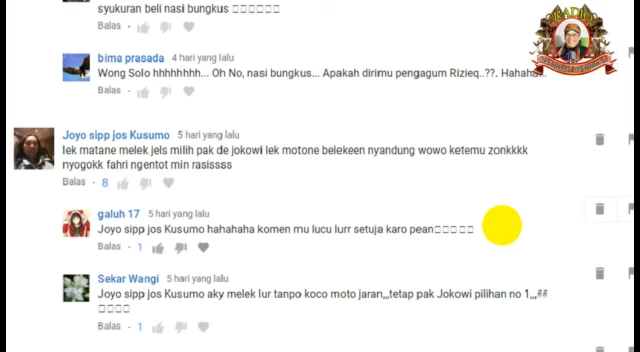 syukuran beli nasi bungkus □□□□□□
Balas
bima prasada 4 hari yang lalu
Wong Solo hhhhhhhh... Oh No, nasi bungkus... Apakah dirimu pengagum Rizieq..??. Hahaha...
Balas
Joyo sipp jos Kusumo 5 hari yang lalu
lek matane melek jels milih pak de jokowi lek motone belekeen nyandung wowo ketemu zonkkkk
nyogokk fahri ngentot min rasissss
Balas · 8
galuh 17 5 hari yang lalu
Joyo sipp jos Kusumo hahahaha komen mu lucu lurr setuja karo pean□□□□□
Balas · 1
Sekar Wangi 5 hari yang lalu
Joyo sipp jos Kusumo aky melek lur tanpo koco moto jaran,,,tetap pak Jokowi pilihan no 1,,,##
□□□□
Balas · 1
RADIO